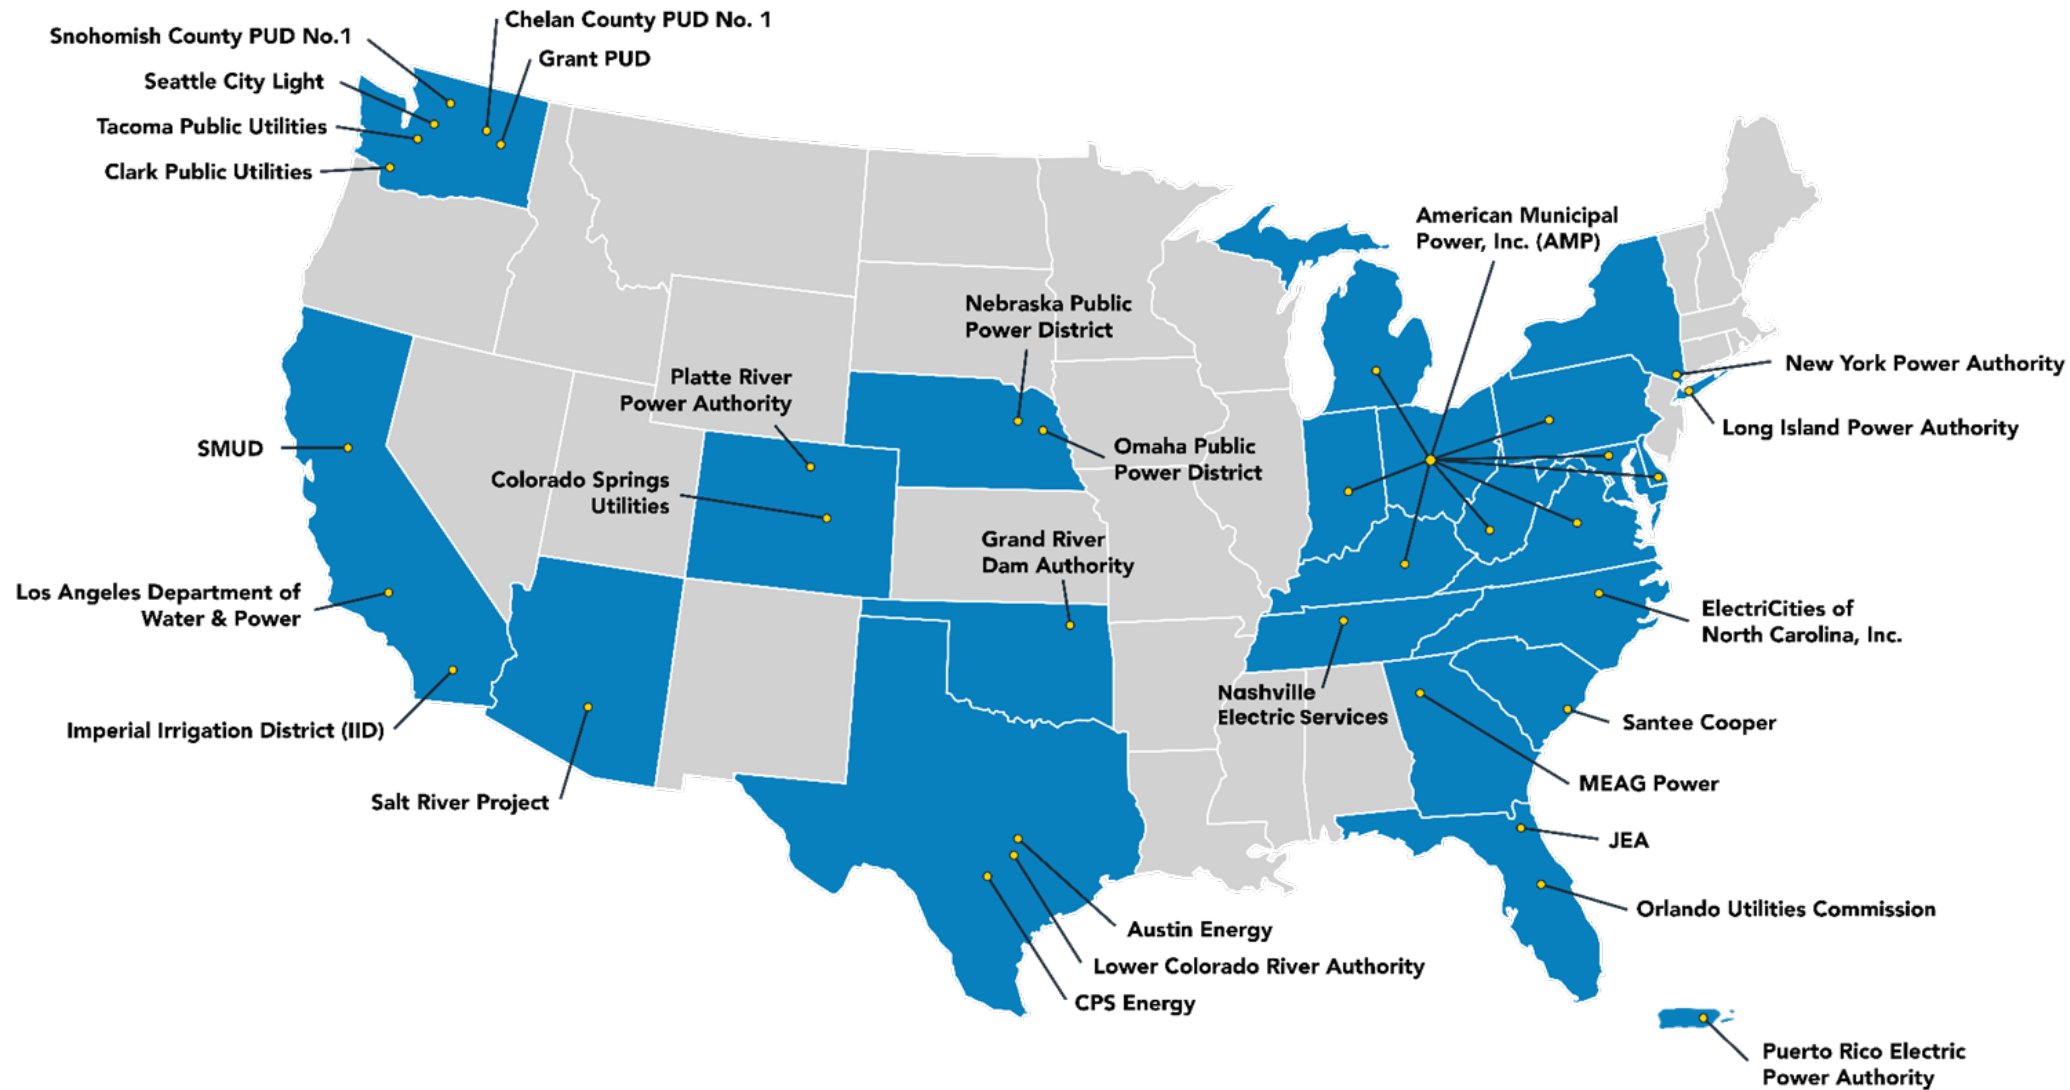 Chelan County PUD No. 1
Snohomish County PUD No.1
Grant PUD
Seattle City Light
Tacoma Public Utilities
Clark Public Utilities
American Municipal
Power, Inc. (AMP)
Nebraska Public
Power District
New York Power Authority
Platte River
Power Authority
Long Island Power Authority
SMUD
Omaha Public
Power District
Colorado Springs
Utilities
Grand River
Dam Authority
Los Angeles Department of
Water & Power
ElectriCities of
North Carolina, Inc.
Nashville
Electric Services
Santee Cooper
Imperial Irrigation District (IID)
MEAG Power
Salt River Project
JEA
Orlando Utilities Commission
Austin Energy
Lower Colorado River Authority
CPS Energy
Puerto Rico Electric
Power Authority